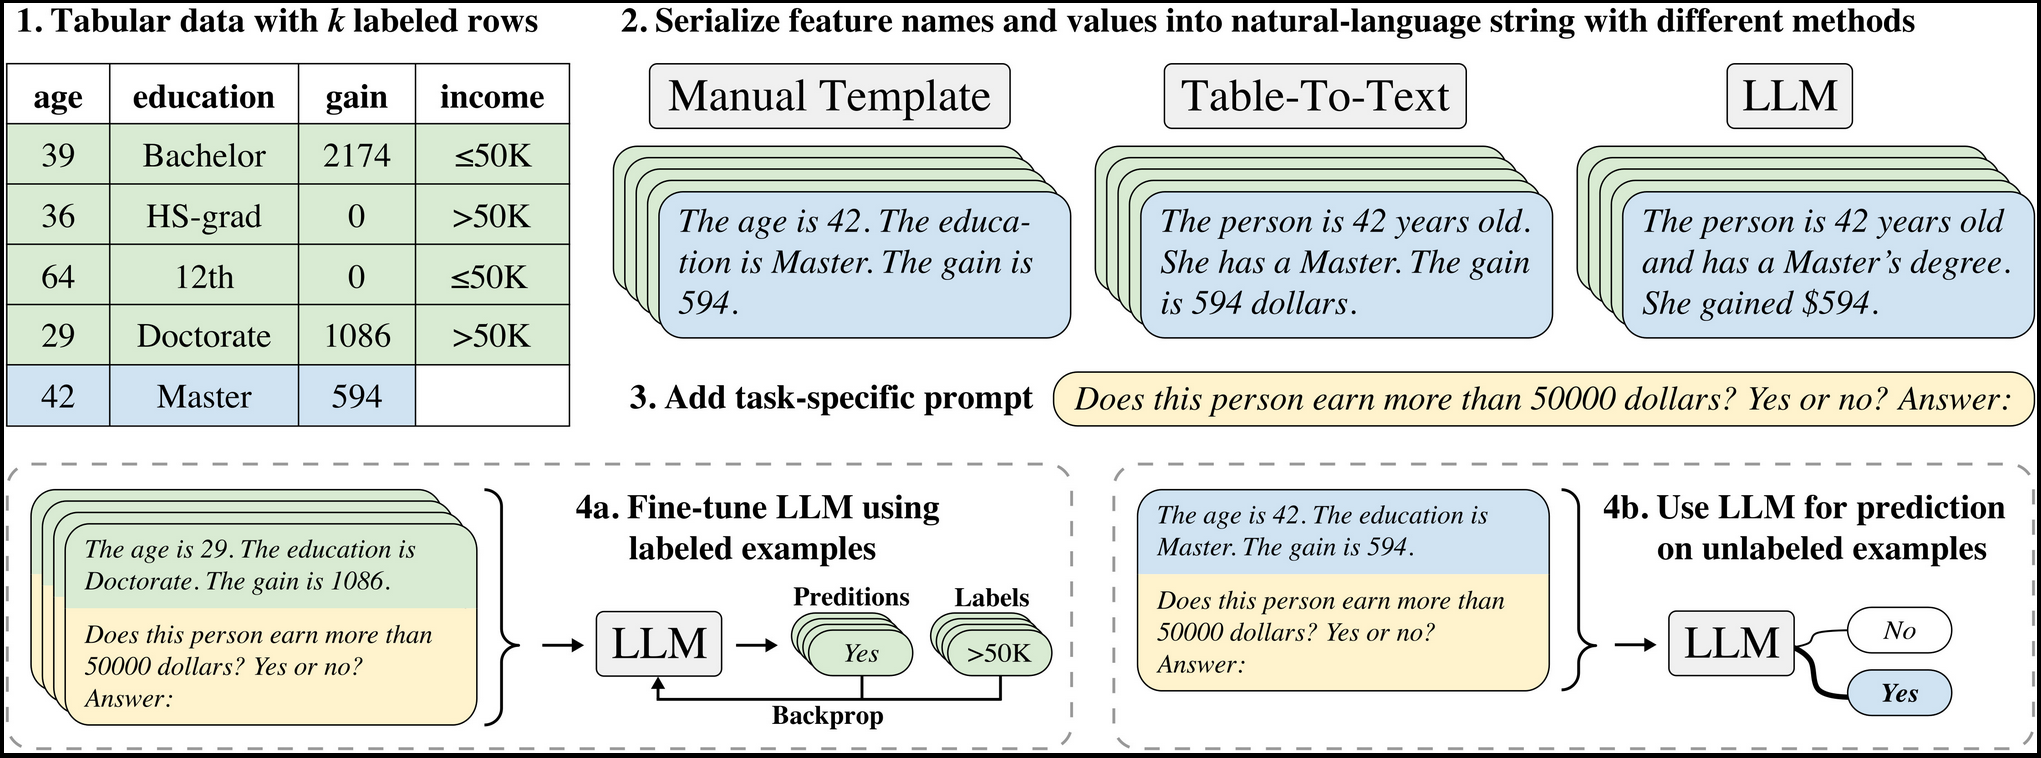 1. Tabular data with k labeled rows
age education gain income
39 Bachelor 2174 ≤50K
36 HS-grad 0 >50K
64 12th 0 ≤50K
29 Doctorate 1086 >50K
42 Master 594
2. Serialize feature names and values into natural-language string with different methods
Manual Template
The age is 42. The educa-
tion is Master. The gain is
594.
Table-To-Text
The person is 42 years old.
She has a Master. The gain
is 594 dollars.
LLM
The person is 42 years old
and has a Master’s degree.
She gained $594.
3. Add task-specific prompt
Does this person earn more than 50000 dollars? Yes or no? Answer:
The age is 29. The education is
Doctorate. The gain is 1086.
Does this person earn more than
50000 dollars? Yes or no?
Answer:
4a. Fine-tune LLM using
labeled examples
LLM
Preditions
Yes
Labels
>50K
Backprop
The age is 42. The education is
Master. The gain is 594.
Does this person earn more than
50000 dollars? Yes or no?
Answer:
4b. Use LLM for prediction
on unlabeled examples
LLM
No
Yes